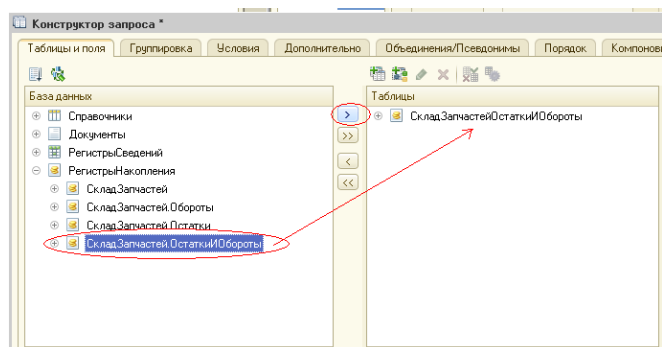 Конструктор запроса *
Таблицы и поля Группировка Условия Дополнительно Объединения/Псевдонимы Порядок Компонов
База данных
Таблицы
Справочники
Документы
РегистрыСведений
РегистрыНакопления
СкладЗапчастей
СкладЗапчастей.Обороты
СкладЗапчастей.Остатки
СкладЗапчастей.ОстаткиИОбороты
>
>>
<
<<
СкладЗапчастейОстаткиИОбороты